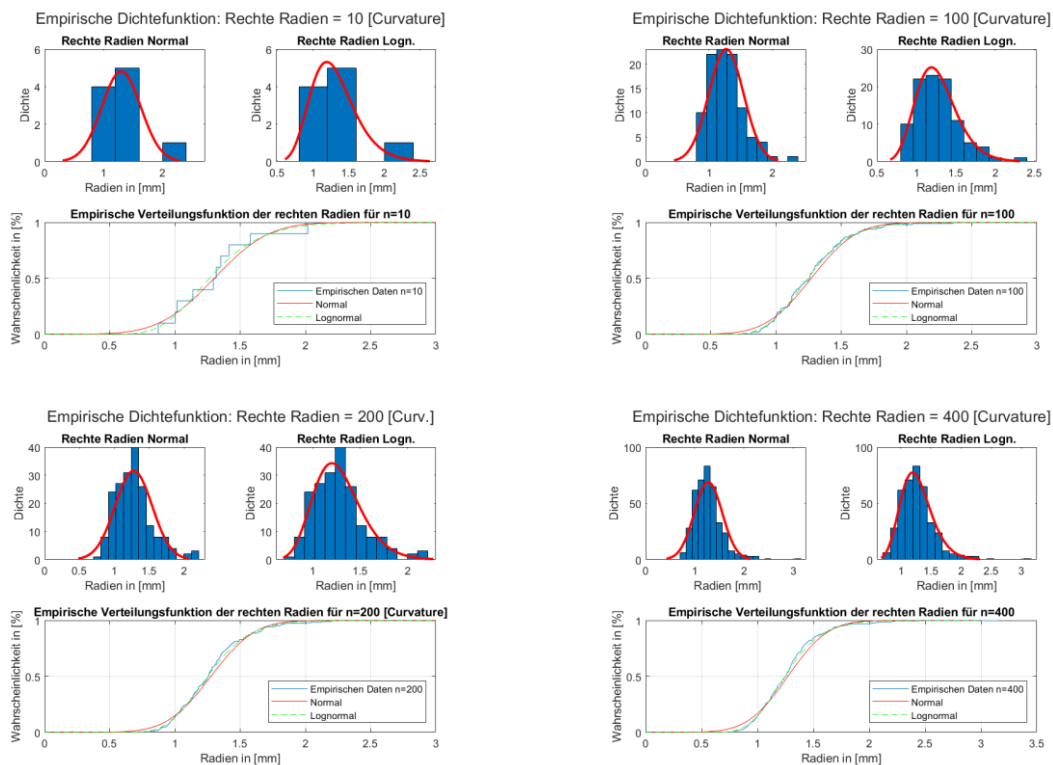 Empirische Dichtefunktion: Rechte Radien = 10 [Curvature]
Rechte Radien Normal
Rechte Radien Logn.
6
4
2
0
Dichte
0 1 2
Radien in [mm]
6
4
2
0
Dichte
0.5 1 1.5 2 2.5
Radien in [mm]
Empirische Verteilungsfunktion der rechten Radien für n=10
Wahrscheinlichkeit in [%]
1
0.5
0
Empirischen Daten n=10
Normal
Lognormal
0 0.5 1 1.5 2 2.5 3
Radien in [mm]
Empirische Dichtefunktion: Rechte Radien = 100 [Curvature]
Rechte Radien Normal
Rechte Radien Logn.
20
10
0
Dichte
0 1 2
Radien in [mm]
30
20
10
0
Dichte
0.5 1 1.5 2 2.5
Radien in [mm]
Empirische Verteilungsfunktion der rechten Radien für n=100
Wahrscheinlichkeit in [%]
1
0.5
0
Empirischen Daten n=100
Normal
Lognormal
0 0.5 1 1.5 2 2.5 3
Radien in [mm]
Empirische Dichtefunktion: Rechte Radien = 200 [Curv.]
Rechte Radien Normal
Rechte Radien Logn.
40
30
20
10
0
Dichte
0 0.5 1 1.5 2
Radien in [mm]
40
30
20
10
0
Dichte
1 1.5 2
Radien in [mm]
Empirische Verteilungsfunktion der rechten Radien für n=200 [Curvature]
Wahrscheinlichkeit in [%]
1
0.5
0
Empirischen Daten n=200
Normal
Lognormal
0 0.5 1 1.5 2 2.5 3
Radien in [mm]
Empirische Dichtefunktion: Rechte Radien = 400 [Curvature]
Rechte Radien Normal
Rechte Radien Logn.
100
50
0
Dichte
0 1 2 3
Radien in [mm]
100
50
0
Dichte
1 1.5 2 2.5 3
Radien in [mm]
Empirische Verteilungsfunktion der rechten Radien für n=400
Wahrscheinlichkeit in [%]
1
0.5
0
Empirischen Daten n=400
Normal
Lognormal
0 0.5 1 1.5 2 2.5 3 3.5
Radien in [mm]